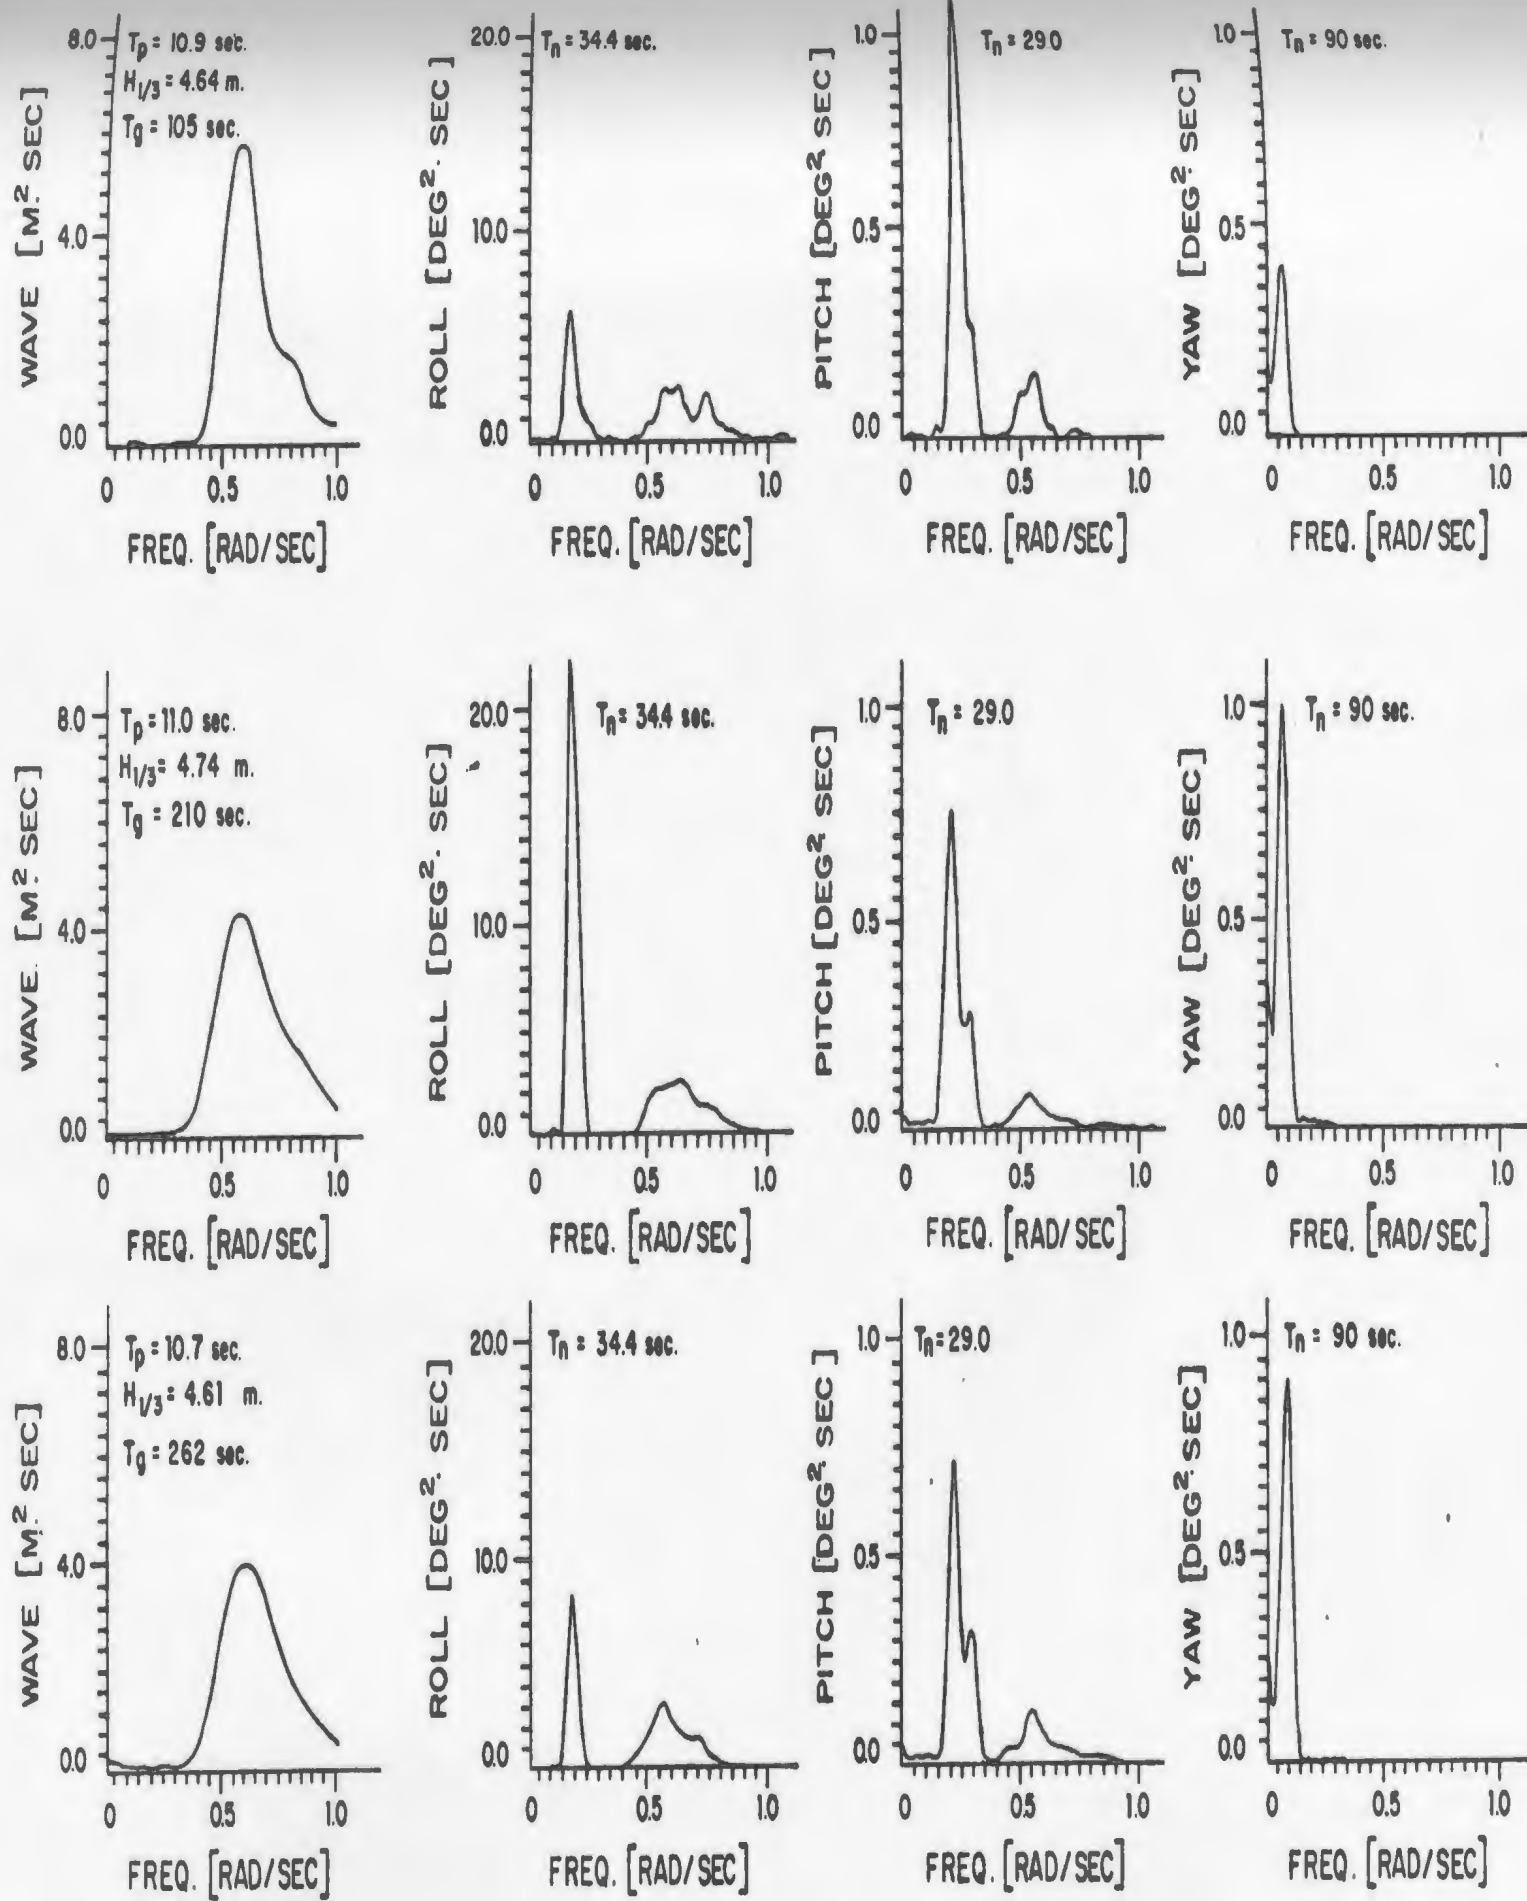 WAVE [M.² SEC]
8.0
4.0
0.0
Tp = 10.9 sec.
H1/3 = 4.64 m.
Tg = 105 sec.
0 0.5 1.0
FREQ. [RAD/SEC]
ROLL [DEG². SEC]
20.0
10.0
0.0
Tn = 34.4 sec.
0 0.5 1.0
FREQ. [RAD/SEC]
PITCH [DEG². SEC]
1.0
0.5
0.0
Tn = 29.0
0 0.5 1.0
FREQ. [RAD/SEC]
YAW [DEG². SEC]
1.0
0.5
0.0
Tn = 90 sec.
0 0.5 1.0
FREQ. [RAD/SEC]
WAVE. [M.² SEC]
8.0
4.0
0.0
Tp = 11.0 sec.
H1/3 = 4.74 m.
Tg = 210 sec.
0 0.5 1.0
FREQ. [RAD/SEC]
ROLL [DEG². SEC]
20.0
10.0
0.0
Tn = 34.4 sec.
0 0.5 1.0
FREQ. [RAD/SEC]
PITCH [DEG². SEC]
1.0
0.5
0.0
Tn = 29.0
0 0.5 1.0
FREQ. [RAD/SEC]
YAW [DEG². SEC]
1.0
0.5
0.0
Tn = 90 sec.
0 0.5 1.0
FREQ. [RAD/SEC]
WAVE [M.² SEC]
8.0
4.0
0.0
Tp = 10.7 sec.
H1/3 = 4.61 m.
Tg = 262 sec.
0 0.5 1.0
FREQ. [RAD/SEC]
ROLL [DEG². SEC]
20.0
10.0
0.0
Tn = 34.4 sec.
0 0.5 1.0
FREQ. [RAD/SEC]
PITCH [DEG². SEC]
1.0
0.5
0.0
Tn = 29.0
0 0.5 1.0
FREQ. [RAD/SEC]
YAW [DEG². SEC]
1.0
0.5
0.0
Tn = 90 sec.
0 0.5 1.0
FREQ. [RAD/SEC]